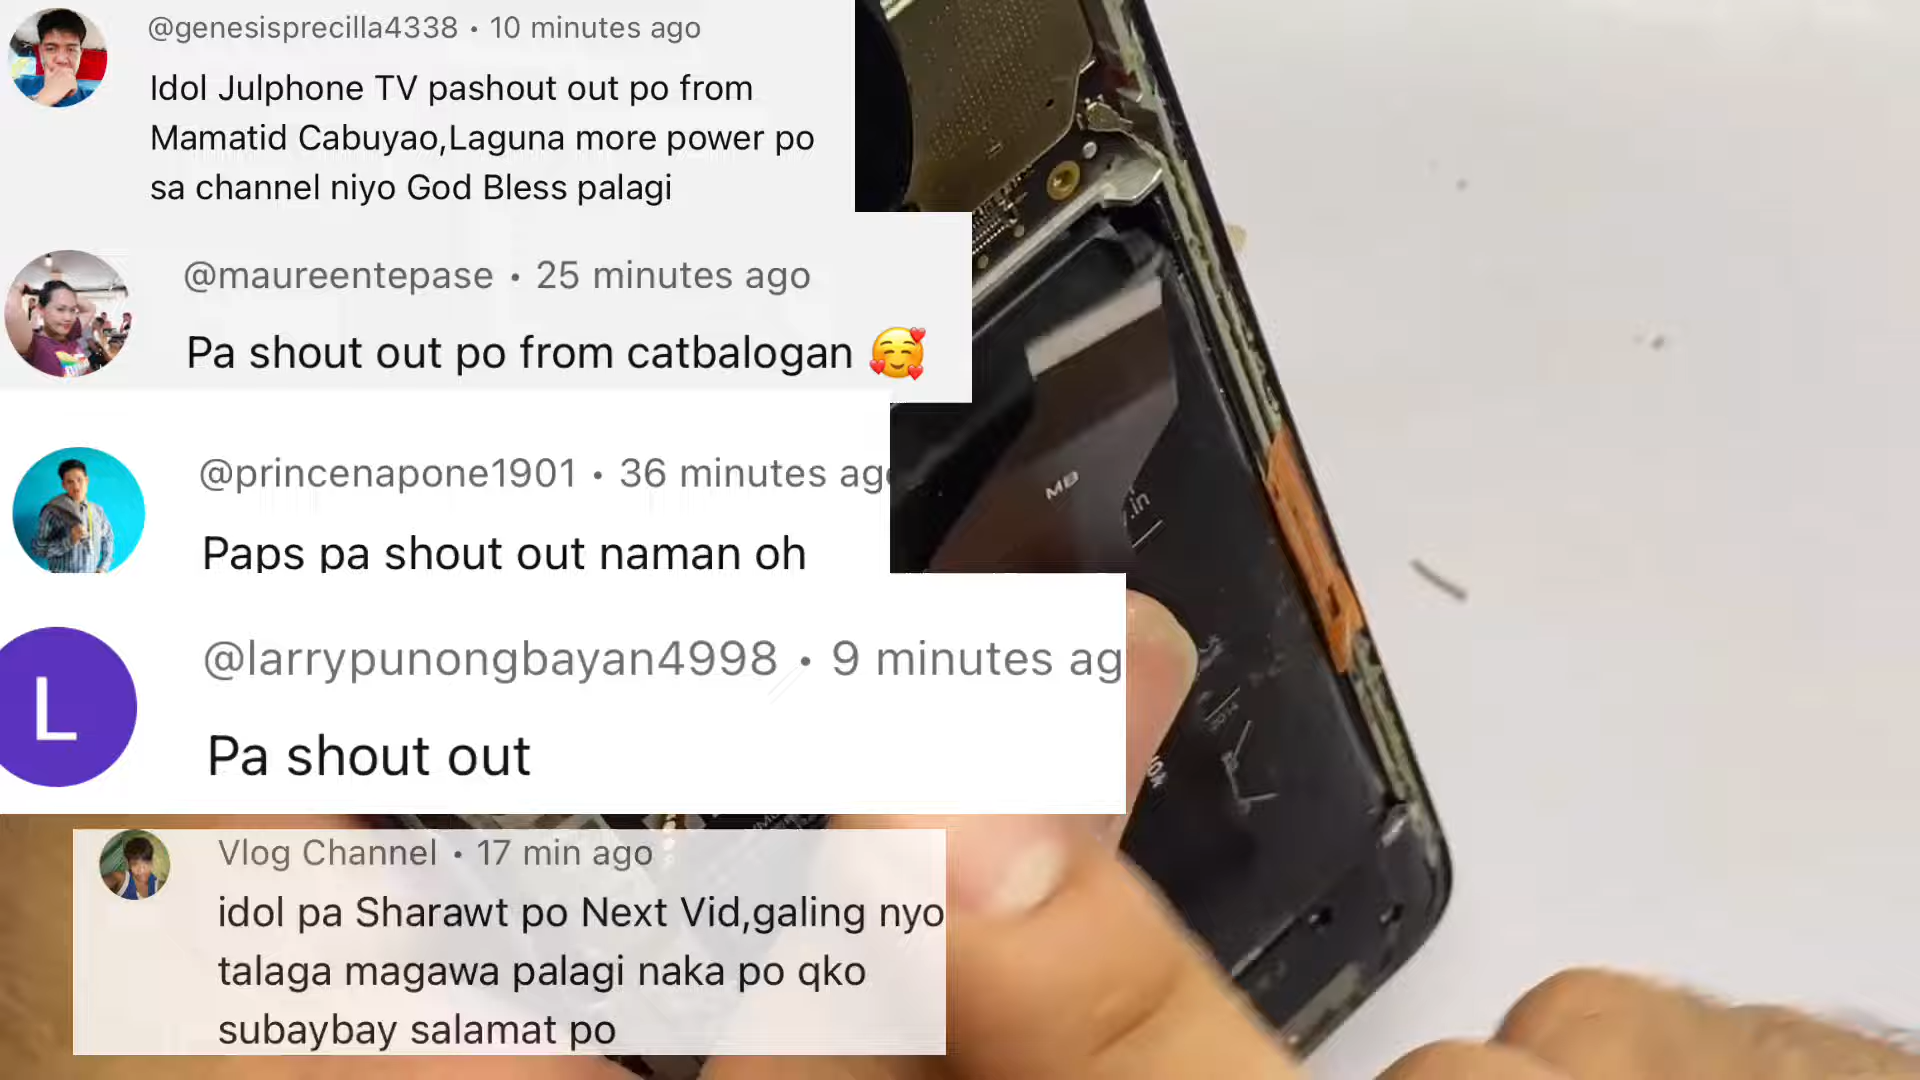 @genesisprecilla4338 • 10 minutes ago
Idol Julphone TV pashout out po from
Mamatid Cabuyao,Laguna more power po
sa channel niyo God Bless palagi
@maureentepase • 25 minutes ago
Pa shout out po from catbalogan 🥰
@princenapone1901 • 36 minutes ago
Paps pa shout out naman oh
L
@larrypunongbayan4998 • 9 minutes ag
Pa shout out
Vlog Channel • 17 min ago
idol pa Sharawt po Next Vid,galing nyo
talaga magawa palagi naka po qko
subaybay salamat po
MB
.in